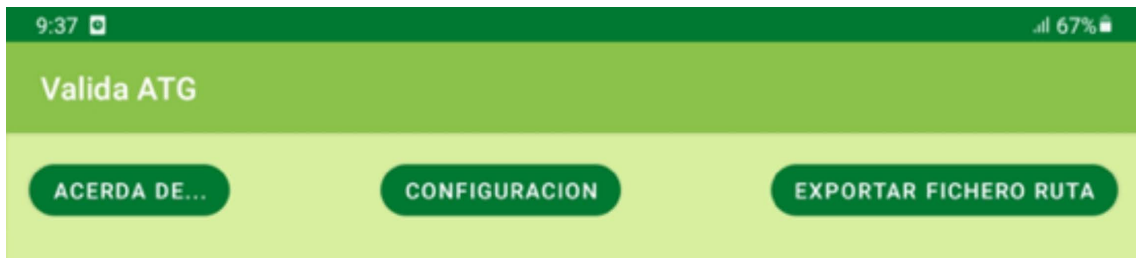 9:37 67%
Valida ATG
ACERDA DE... CONFIGURACION EXPORTAR FICHERO RUTA